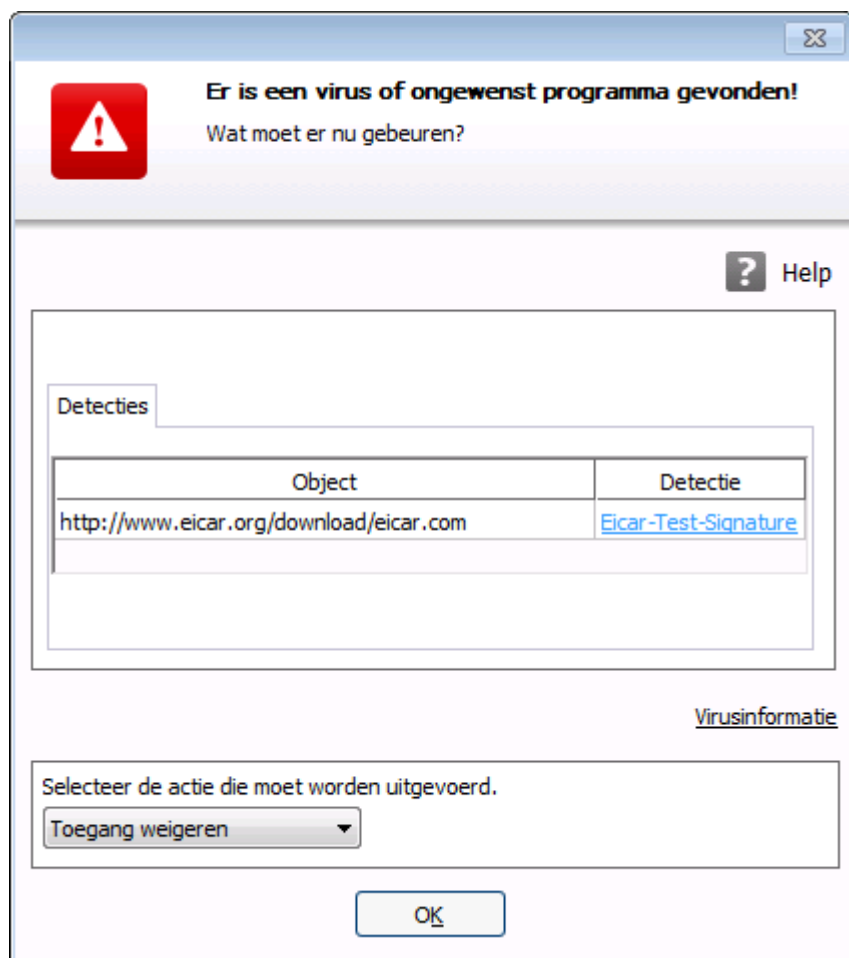 Er is een virus of ongewenst programma gevonden!
Wat moet er nu gebeuren?
Help
Detecties
Object Detectie
http://www.eicar.org/download/eicar.com Eicar-Test-Signature
Virusinformatie
Selecteer de actie die moet worden uitgevoerd.
Toegang weigeren
OK